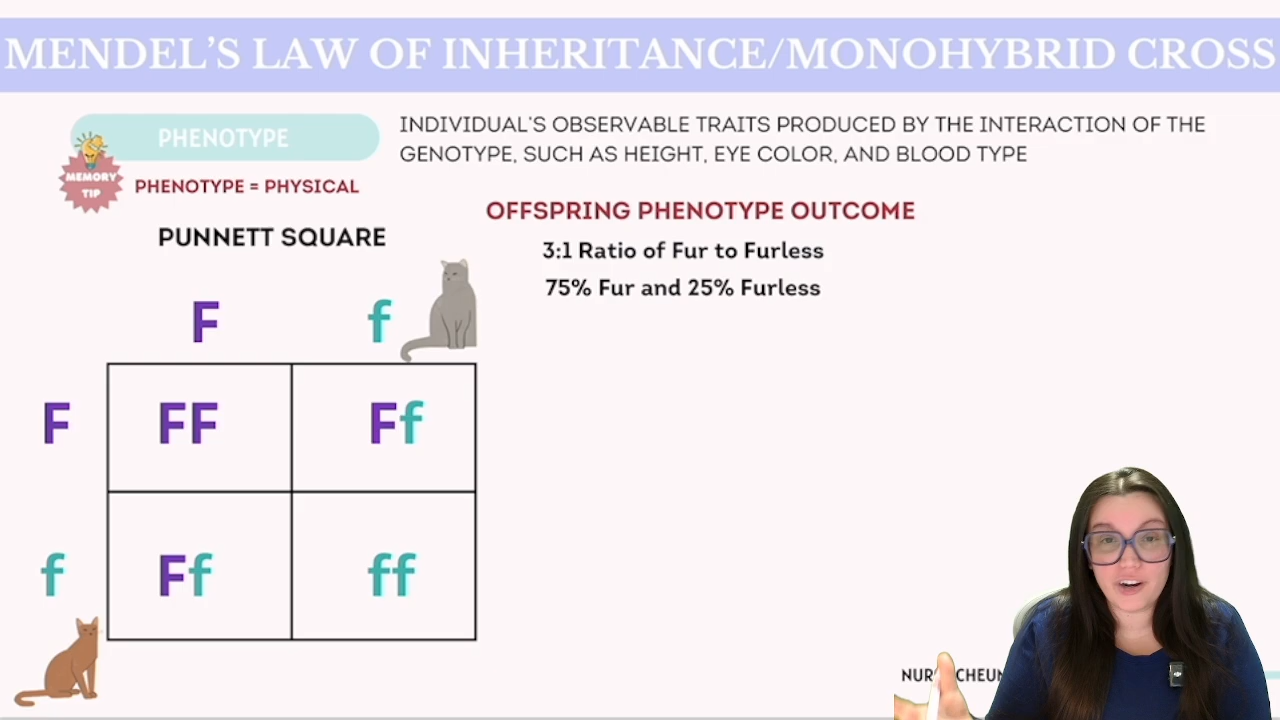 MENDEL'S LAW OF INHERITANCE/MONOHYBRID CROSS
PHENOTYPE
INDIVIDUAL'S OBSERVABLE TRAITS PRODUCED BY THE INTERACTION OF THE
GENOTYPE, SUCH AS HEIGHT, EYE COLOR, AND BLOOD TYPE
MEMORY
TIP
PHENOTYPE = PHYSICAL
OFFSPRING PHENOTYPE OUTCOME
PUNNETT SQUARE
3:1 Ratio of Fur to Furless
75% Fur and 25% Furless
F f
F FF Ff
f Ff ff